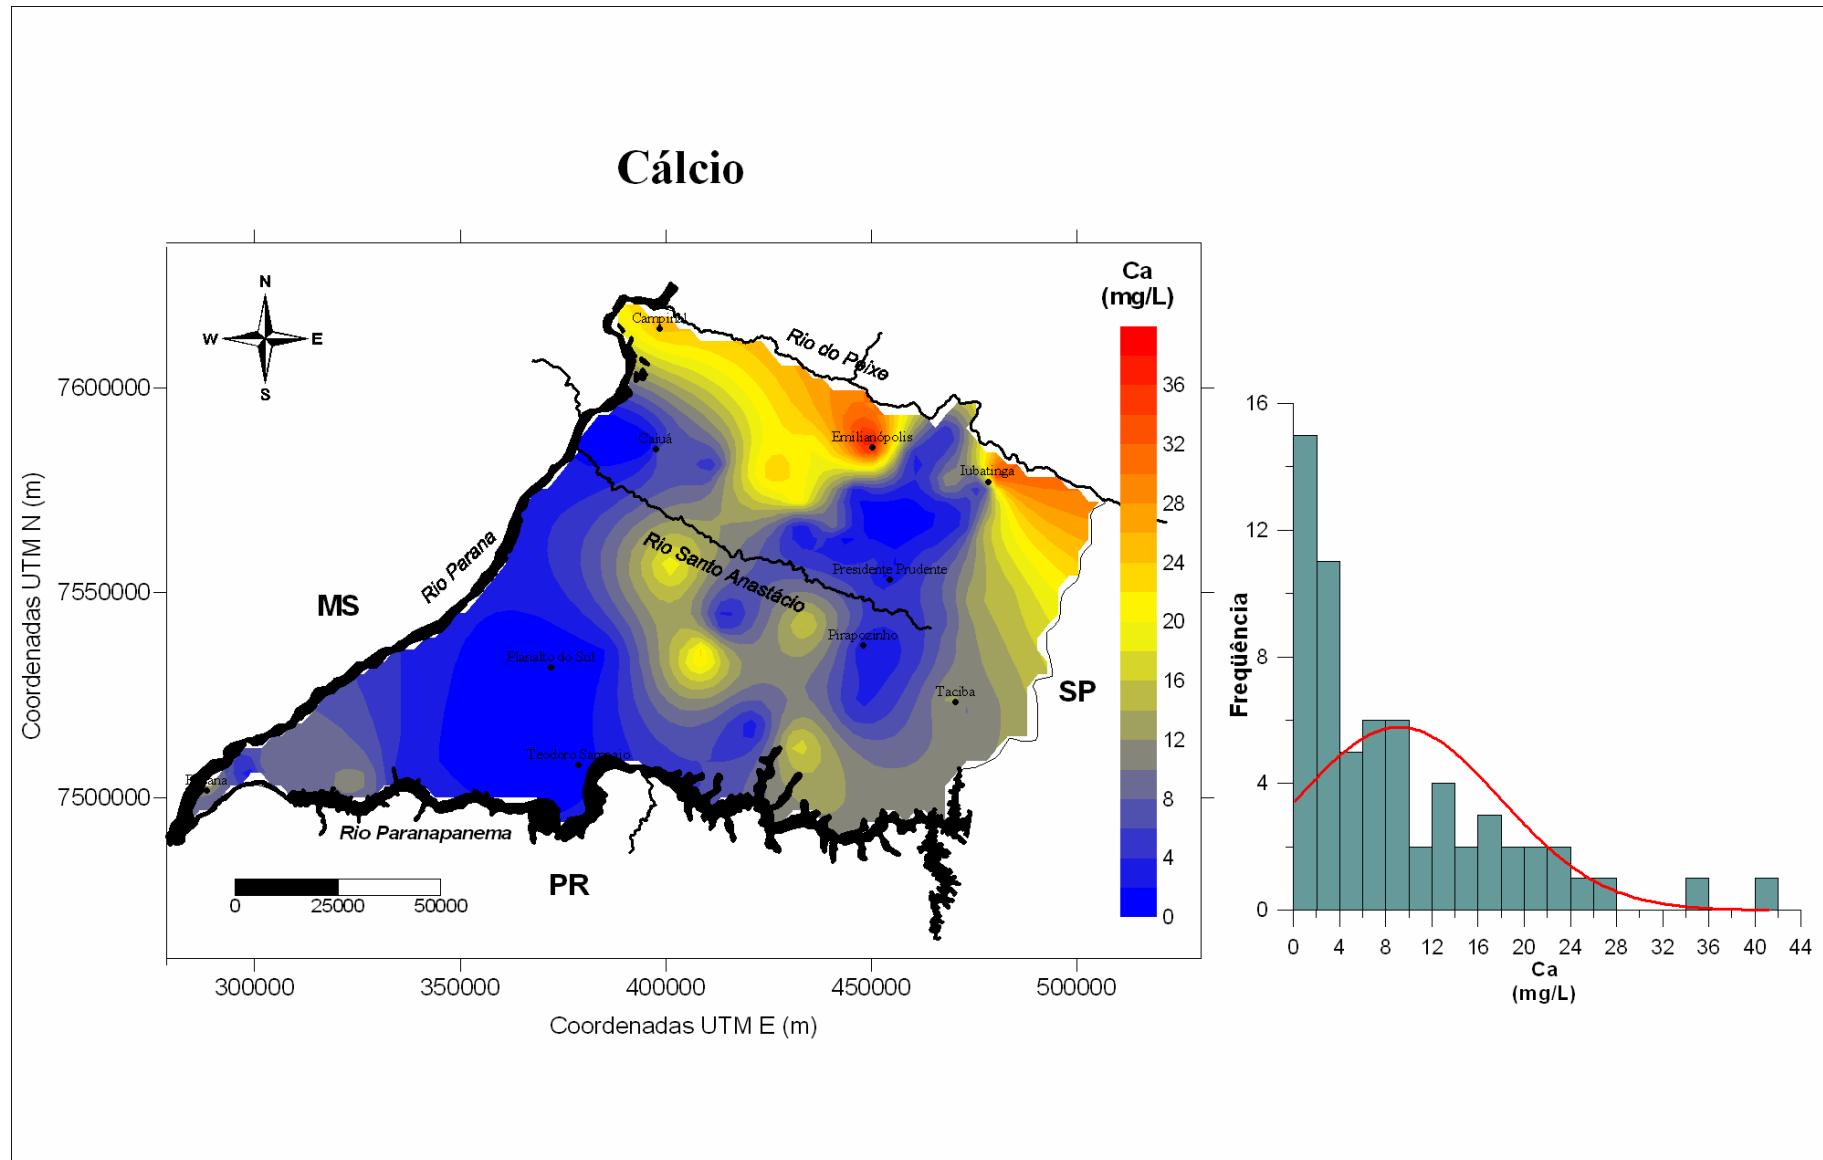 Cálcio
N
W
E
S
Ca
(mg/L)
36
32
28
24
20
16
12
8
4
0
Coordenadas UTM N (m)
7600000
7550000
7500000
Campinal
Rio do Peixe
Emilianópolis
Caiuá
Iubatinga
Rio Parana
MS
Rio Santo Anastácio
Presidente Prudente
Pirapozinho
Planalto do Sul
Taciba
SP
Teodoro Sampaio
Rio Paranapanema
PR
0 25000 50000
300000 350000 400000 450000 500000
Coordenadas UTM E (m)
Freqüência
16
12
8
4
0
0 4 8 12 16 20 24 28 32 36 40 44
Ca
(mg/L)